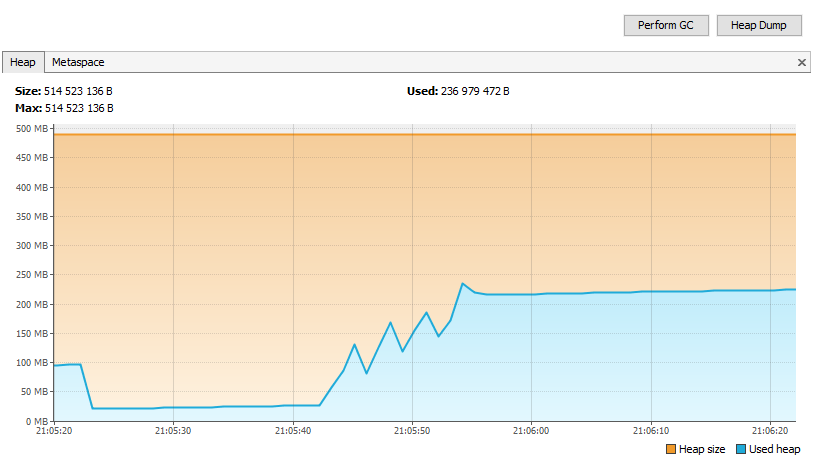 Perform GC Heap Dump
Heap Metaspace
Size: 514 523 136 B Used: 236 979 472 B
Max: 514 523 136 B
500 MB
450 MB
400 MB
350 MB
300 MB
250 MB
200 MB
150 MB
100 MB
50 MB
0 MB
21:05:20 21:05:30 21:05:40 21:05:50 21:06:00 21:06:10 21:06:20
Heap size Used heap